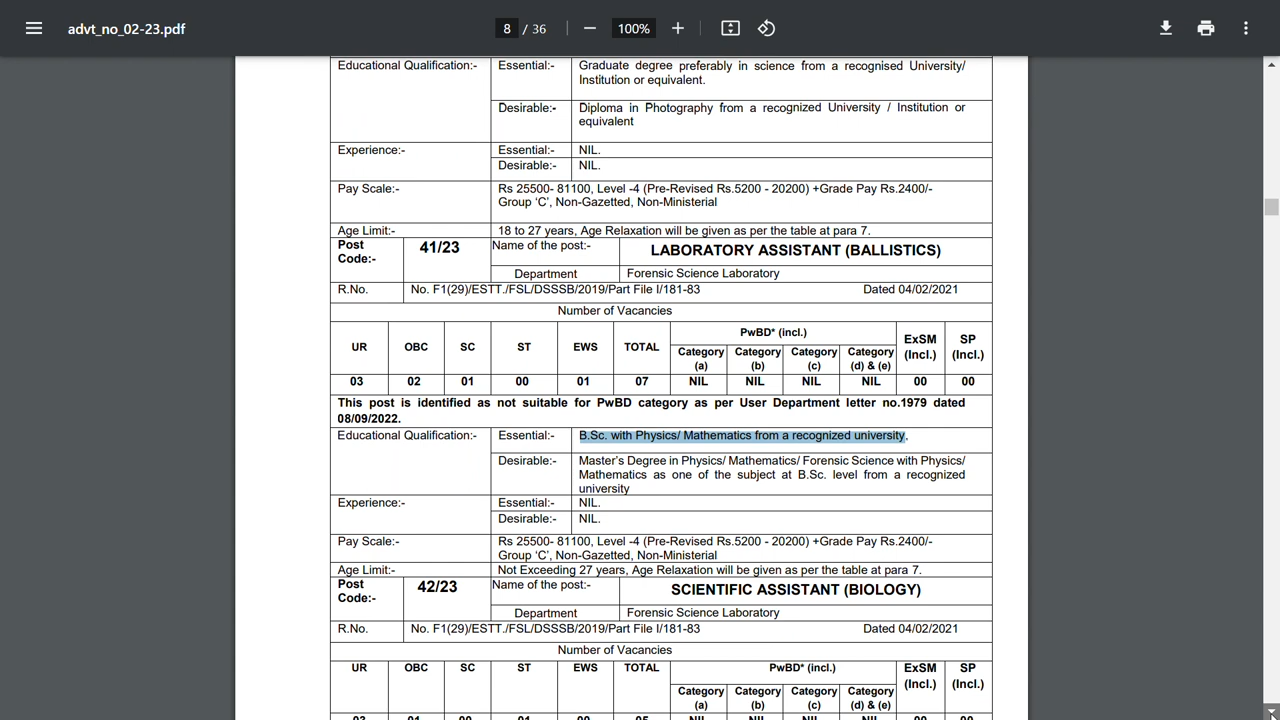 advt_no_02-23.pdf
8 / 36
100%
Educational Qualification:- Essential:- Graduate degree preferably in science from a recognised University/
Institution or equivalent.
Desirable:- Diploma in Photography from a recognized University / Institution or
equivalent
Experience:- Essential:- NIL.
Desirable:- NIL.
Pay Scale:- Rs 25500- 81100, Level -4 (Pre-Revised Rs.5200 - 20200) +Grade Pay Rs.2400/-
Group ‘C’, Non-Gazetted, Non-Ministerial
Age Limit:- 18 to 27 years, Age Relaxation will be given as per the table at para 7.
Post
Code:-
41/23
Name of the post:- LABORATORY ASSISTANT (BALLISTICS)
Department Forensic Science Laboratory
R.No. No. F1(29)/ESTT./FSL/DSSSB/2019/Part File I/181-83 Dated 04/02/2021
Number of Vacancies
UR OBC SC ST EWS TOTAL
PwBD* (incl.)
Category
(a)
Category
(b)
Category
(c)
Category
(d) & (e)
ExSM
(Incl.)
SP
(Incl.)
03 02 01 00 01 07 NIL NIL NIL NIL 00 00
This post is identified as not suitable for PwBD category as per User Department letter no.1979 dated
08/09/2022.
Educational Qualification:- Essential:- B.Sc. with Physics/ Mathematics from a recognized university.
Desirable:- Master’s Degree in Physics/ Mathematics/ Forensic Science with Physics/
Mathematics as one of the subject at B.Sc. level from a recognized
university
Experience:- Essential:- NIL.
Desirable:- NIL.
Pay Scale:- Rs 25500- 81100, Level -4 (Pre-Revised Rs.5200 - 20200) +Grade Pay Rs.2400/-
Group ‘C’, Non-Gazetted, Non-Ministerial
Age Limit:- Not Exceeding 27 years, Age Relaxation will be given as per the table at para 7.
Post
Code:-
42/23
Name of the post:- SCIENTIFIC ASSISTANT (BIOLOGY)
Department Forensic Science Laboratory
R.No. No. F1(29)/ESTT./FSL/DSSSB/2019/Part File I/181-83 Dated 04/02/2021
Number of Vacancies
UR OBC SC ST EWS TOTAL
PwBD* (incl.)
Category
(a)
Category
(b)
Category
(c)
Category
(d) & (e)
ExSM
(Incl.)
SP
(Incl.)